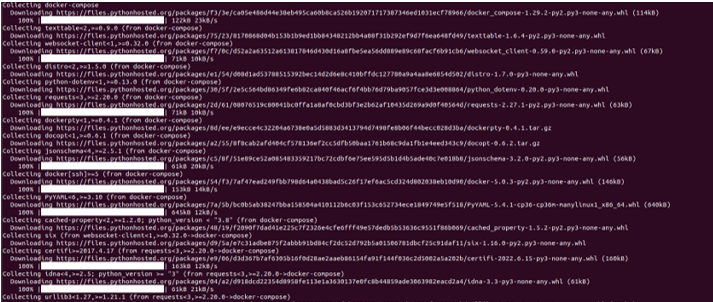 Collecting docker-compose
Downloading https://files.pythonhosted.org/packages/f3/3e/ca05e486d44e38eb495ca60b8ca526b192071717387346ed1031ecf78966/docker_compose-1.29.2-py2.py3-none-any.whl (114kB)
100% | | 122kB 23kB/s
Collecting texttable<2,>=0.9.0 (from docker-compose)
Downloading https://files.pythonhosted.org/packages/75/23/ /texttable-1.6.4-py2.py3-none-any.whl
Collecting websocket-client<1,>=0.32.0 (from docker-compose)
Downloading https://files.pythonhosted.org/packages/f7/0c/ /websocket_client-0.59.0-py2.py3-none-any.whl (67kB)
100% | | 71kB 10kB/s
Collecting distro<2,>=1.5.0 (from docker-compose)
Downloading https://files.pythonhosted.org/packages/e1/54/ /distro-1.7.0-py3-none-any.whl
Collecting python-dotenv<1,>=0.13.0 (from docker-compose)
Downloading https://files.pythonhosted.org/packages/30/5f/ /python_dotenv-0.20.0-py3-none-any.whl
Collecting requests<3,>=2.20.0 (from docker-compose)
Downloading https://files.pythonhosted.org/packages/2d/61/ /requests-2.27.1-py2.py3-none-any.whl (63kB)
100% | | 71kB 10kB/s
Collecting dockerpty<1,>=0.4.1 (from docker-compose)
Downloading https://files.pythonhosted.org/packages/8d/ee/ /dockerpty-0.4.1.tar.gz
Collecting docopt<1,>=0.6.1 (from docker-compose)
Downloading https://files.pythonhosted.org/packages/a2/55/ /docopt-0.6.2.tar.gz
Collecting jsonschema<4,>=2.5.1 (from docker-compose)
Downloading https://files.pythonhosted.org/packages/c5/8f/ /jsonschema-3.2.0-py2.py3-none-any.whl (56kB)
100% | | 61kB 20kB/s
Collecting docker[ssh]>=5 (from docker-compose)
Downloading https://files.pythonhosted.org/packages/54/f3/ /docker-5.0.3-py2.py3-none-any.whl (146kB)
100% | | 153kB 14kB/s
Collecting PyYAML<6,>=3.10 (from docker-compose)
Downloading https://files.pythonhosted.org/packages/7a/5b/ /PyYAML-5.4.1-cp36-cp36m-manylinux1_x86_64.whl (640kB)
100% | | 645kB 12kB/s
Collecting cached-property<2,>=1.2.0; python_version < "3.8" (from docker-compose)
Downloading https://files.pythonhosted.org/packages/48/19/ /cached_property-1.5.2-py2.py3-none-any.whl
Collecting six (from websocket-client<1,>=0.32.0->docker-compose)
Downloading https://files.pythonhosted.org/packages/d9/5a/ /six-1.16.0-py2.py3-none-any.whl
Collecting certifi>=2017.4.17 (from requests<3,>=2.20.0->docker-compose)
Downloading https://files.pythonhosted.org/packages/e9/06/ /certifi-2022.6.15-py3-none-any.whl (160kB)
100% | | 163kB 12kB/s
Collecting idna<4,>=2.5; python_version >= "3" (from requests<3,>=2.20.0->docker-compose)
Downloading https://files.pythonhosted.org/packages/04/a2/ /idna-3.3-py3-none-any.whl (61kB)
100% | | 61kB 8kB/s
Collecting urllib3<1.27,>=1.21.1 (from requests<3,>=2.20.0->docker-compose)